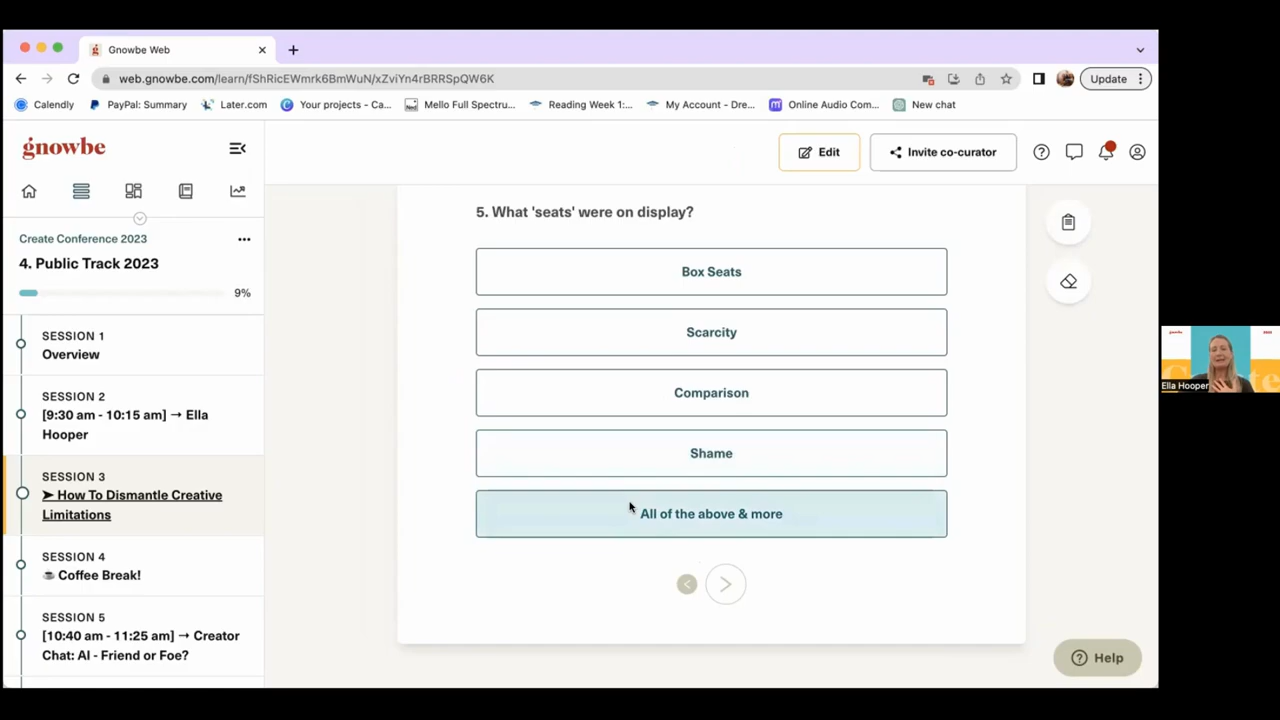 Gnowbe Web
web.gnowbe.com/learn/fShRicEWmrk6BmWuN/xZviYn4rBRRSpQW6K
Update
Calendly
PayPal: Summary
Later.com
Your projects - Ca...
Mello Full Spectru...
Reading Week 1:...
My Account - Dre...
Online Audio Com...
New chat
gnowbe
Edit
Invite co-curator
Create Conference 2023
4. Public Track 2023
9%
SESSION 1
Overview
SESSION 2
[9:30 am - 10:15 am] → Ella
Hooper
SESSION 3
➤ How To Dismantle Creative
Limitations
SESSION 4
☕ Coffee Break!
SESSION 5
[10:40 am - 11:25 am] → Creator
Chat: AI - Friend or Foe?
5. What 'seats' were on display?
Box Seats
Scarcity
Comparison
Shame
All of the above & more
Help
Ella Hooper